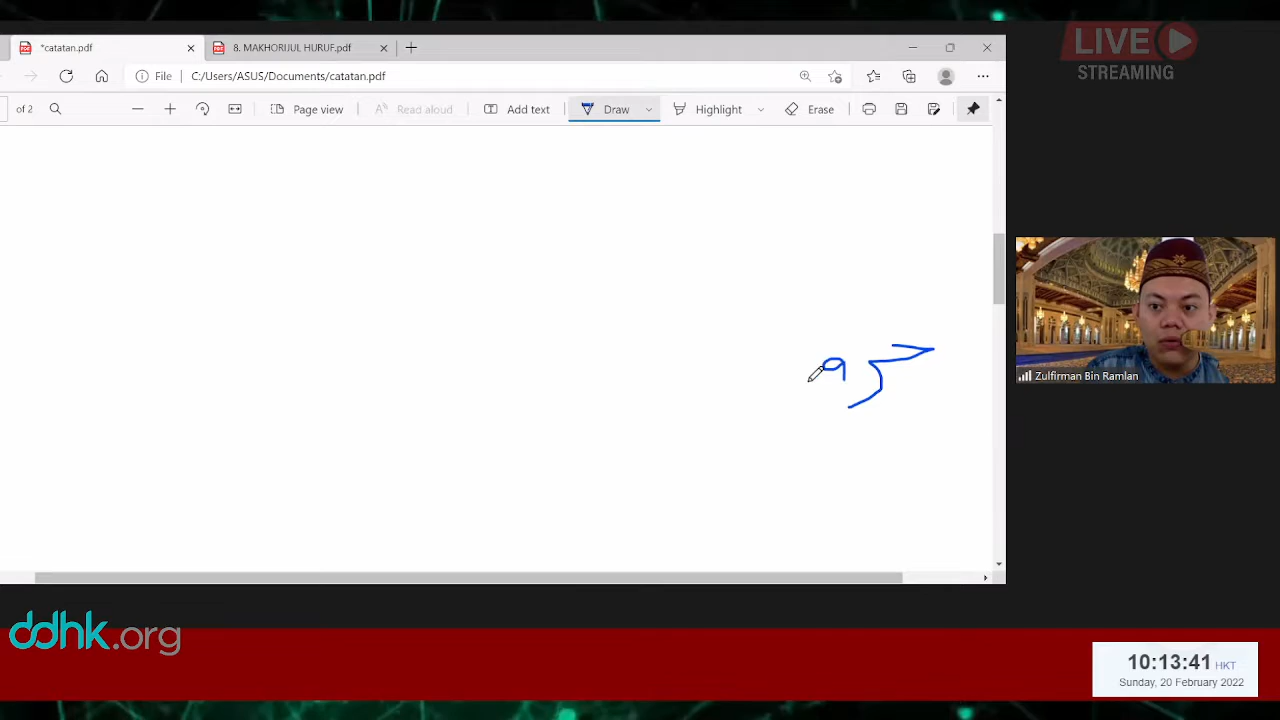 LIVE
STREAMING
*catatan.pdf
8. MAKHORIJUL HURUF.pdf
File
C:/Users/ASUS/Documents/catatan.pdf
of 2
Page view
Read aloud
Add text
Draw
Highlight
Erase
Zulfirman Bin Ramlan
ddhk.org
10:13:41 HKT
Sunday, 20 February 2022